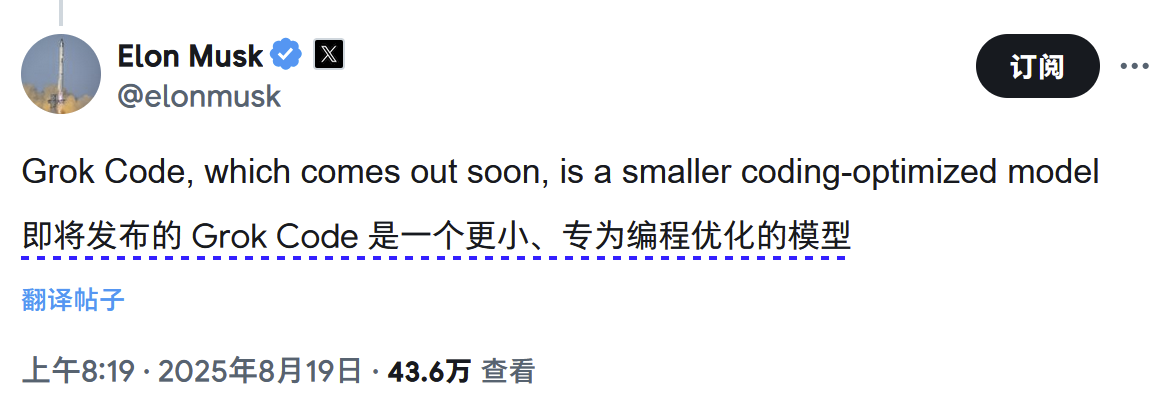 Elon Musk
订阅
@elonmusk
Grok Code, which comes out soon, is a smaller coding-optimized model
即将发布的 Grok Code 是一个更小、专为编程优化的模型
翻译帖子
上午8:19 · 2025年8月19日 · 43.6万 查看